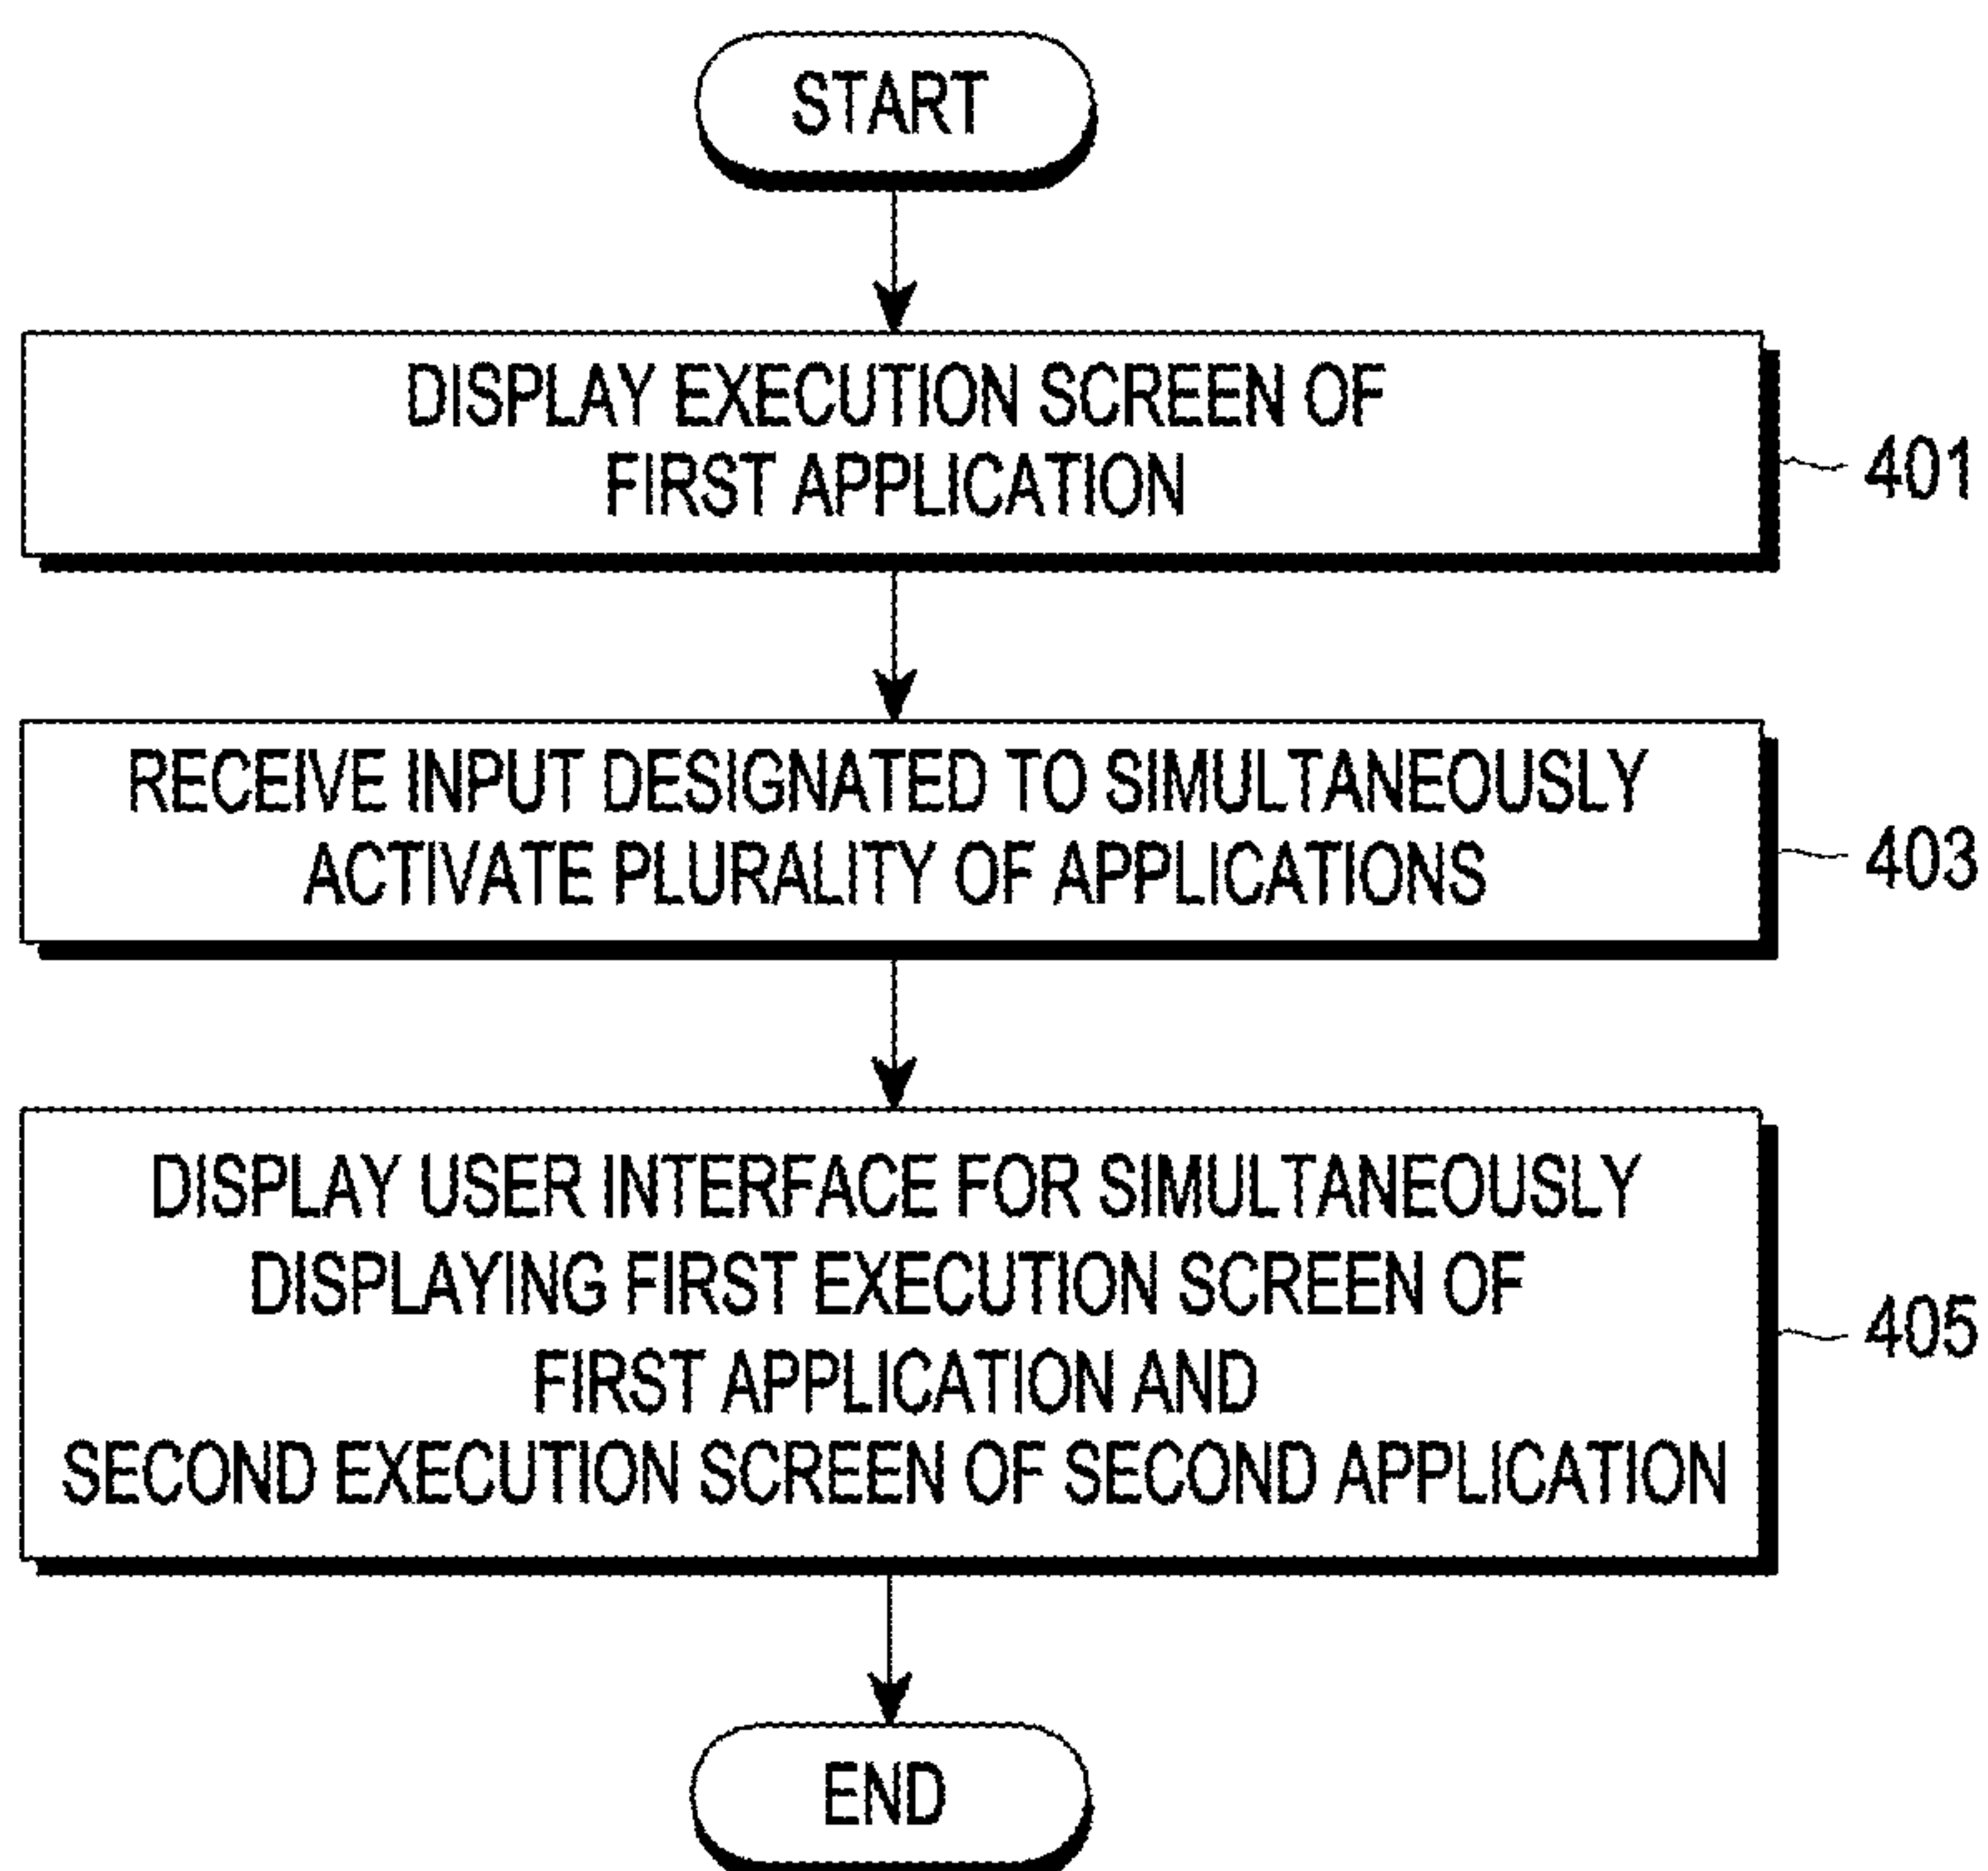 START
DISPLAY EXECUTION SCREEN OF
FIRST APPLICATION
401
RECEIVE INPUT DESIGNATED TO SIMULTANEOUSLY
ACTIVATE PLURALITY OF APPLICATIONS
403
DISPLAY USER INTERFACE FOR SIMULTANEOUSLY
DISPLAYING FIRST EXECUTION SCREEN OF
FIRST APPLICATION AND
SECOND EXECUTION SCREEN OF SECOND APPLICATION
405
END